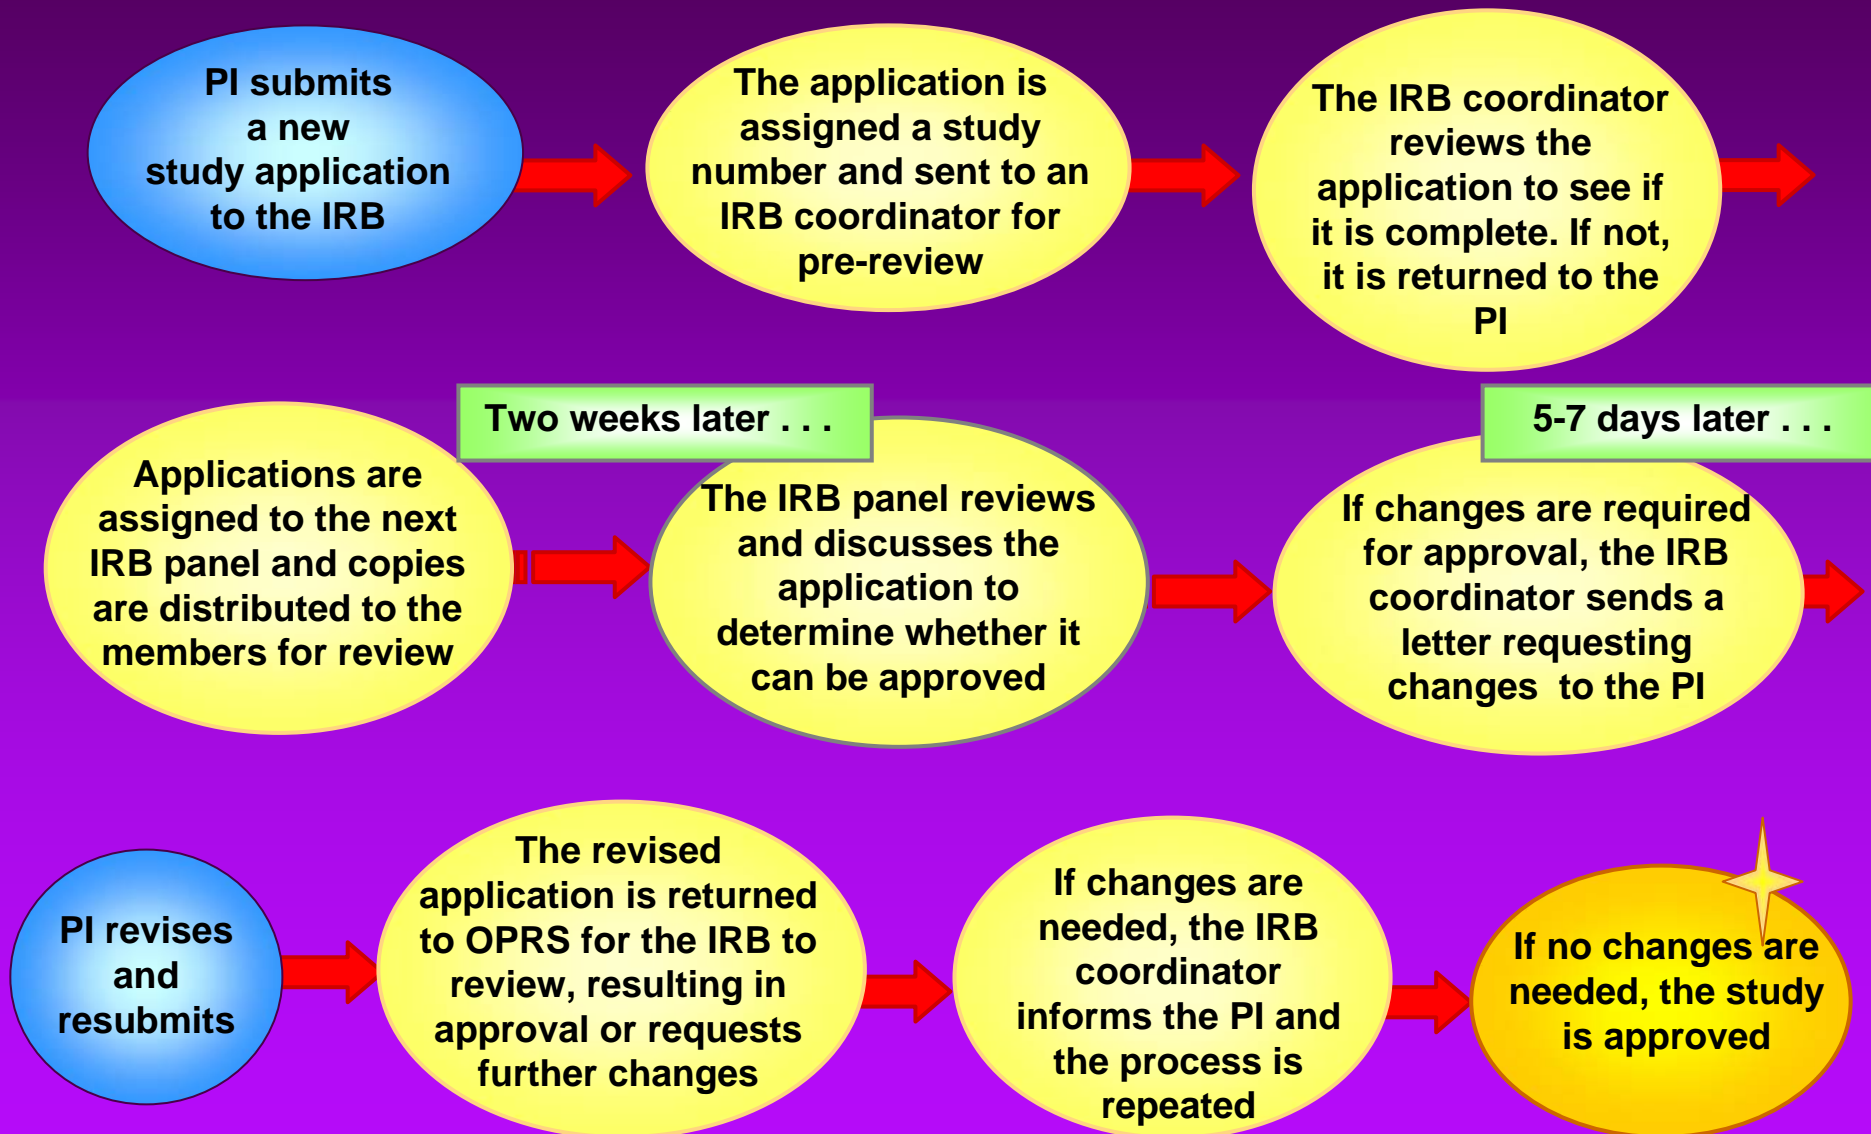 PI submits
a new
study application
to the IRB
The application is
assigned a study
number and sent to an
IRB coordinator for
pre-review
The IRB coordinator
reviews the
application to see if
it is complete. If not,
it is returned to the
PI
Applications are
assigned to the next
IRB panel and copies
are distributed to the
members for review
Two weeks later . . .
The IRB panel reviews
and discusses the
application to
determine whether it
can be approved
5-7 days later . . .
If changes are required
for approval, the IRB
coordinator sends a
letter requesting
changes  to the PI
PI revises
and
resubmits
The revised
application is returned
to OPRS for the IRB to
review, resulting in
approval or requests
further changes
If changes are
needed, the IRB
coordinator
informs the PI and
the process is
repeated
If no changes are
needed, the study
is approved